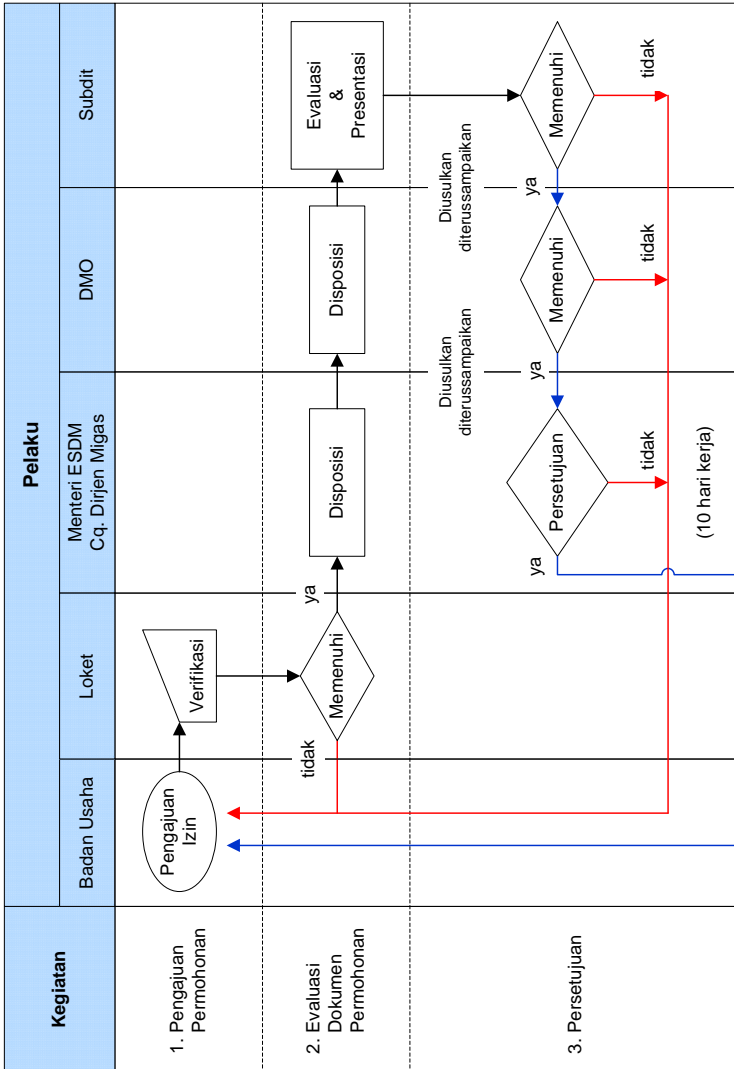 Kegiatan
Pelaku
Badan Usaha
Loket
Menteri ESDM
Cq. Dirjen Migas
DMO
Subdit
1. Pengajuan
Permohonan
Pengajuan
Izin
Verifikasi
2. Evaluasi
Dokumen
Permohonan
tidak
Memenuhi
ya
Disposisi
Disposisi
Evaluasi
&
Presentasi
3. Persetujuan
ya
Persetujuan
tidak
(10 hari kerja)
Diusulkan
diterussampaikan
ya
Memenuhi
tidak
Diusulkan
diterussampaikan
ya
Memenuhi
tidak